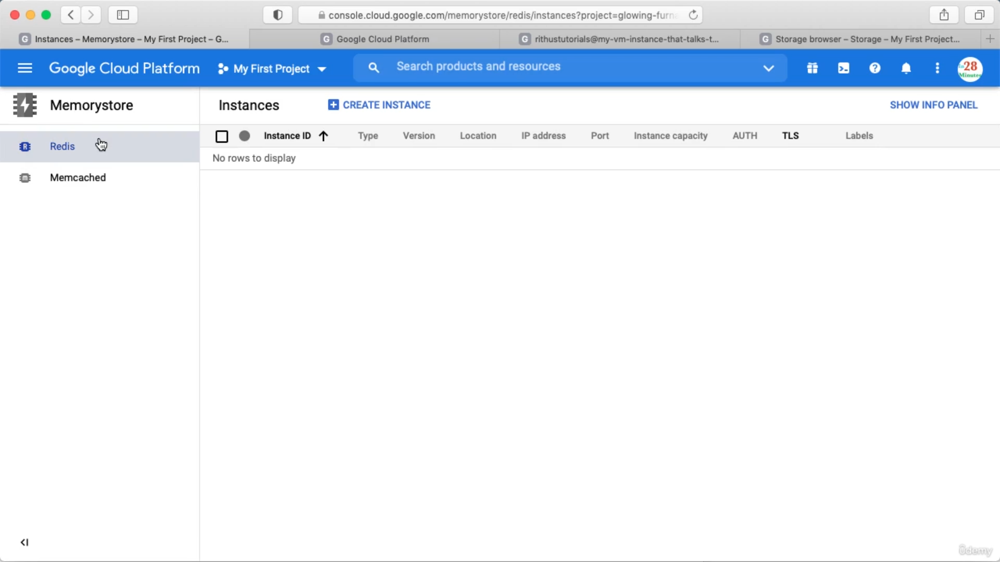 console.cloud.google.com/memorystore/redis/instances?project=glowing-furn
Instances – Memorystore – My First Project – G...
Google Cloud Platform
rithustutorials@my-vm-instance-that-talks-t...
Storage browser – Storage – My First Project...
Google Cloud Platform
My First Project
Search products and resources
in28
Minutes
Memorystore
Instances
CREATE INSTANCE
SHOW INFO PANEL
Redis
Memcached
Instance ID
Type
Version
Location
IP address
Port
Instance capacity
AUTH
TLS
Labels
No rows to display
ûdemy